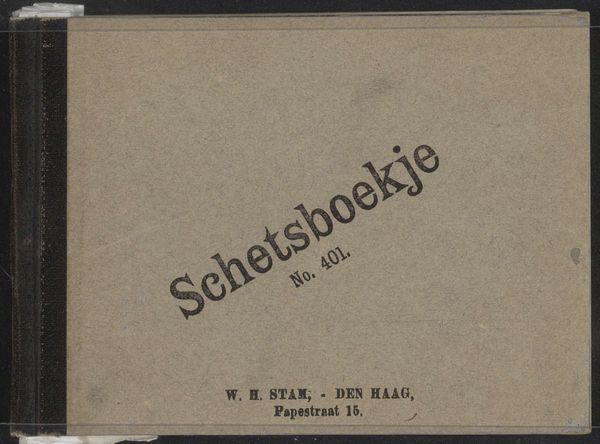 Schetsboekje
No. 401.
W. H. STAM, - DEN HAAG,
Papestraat 15.